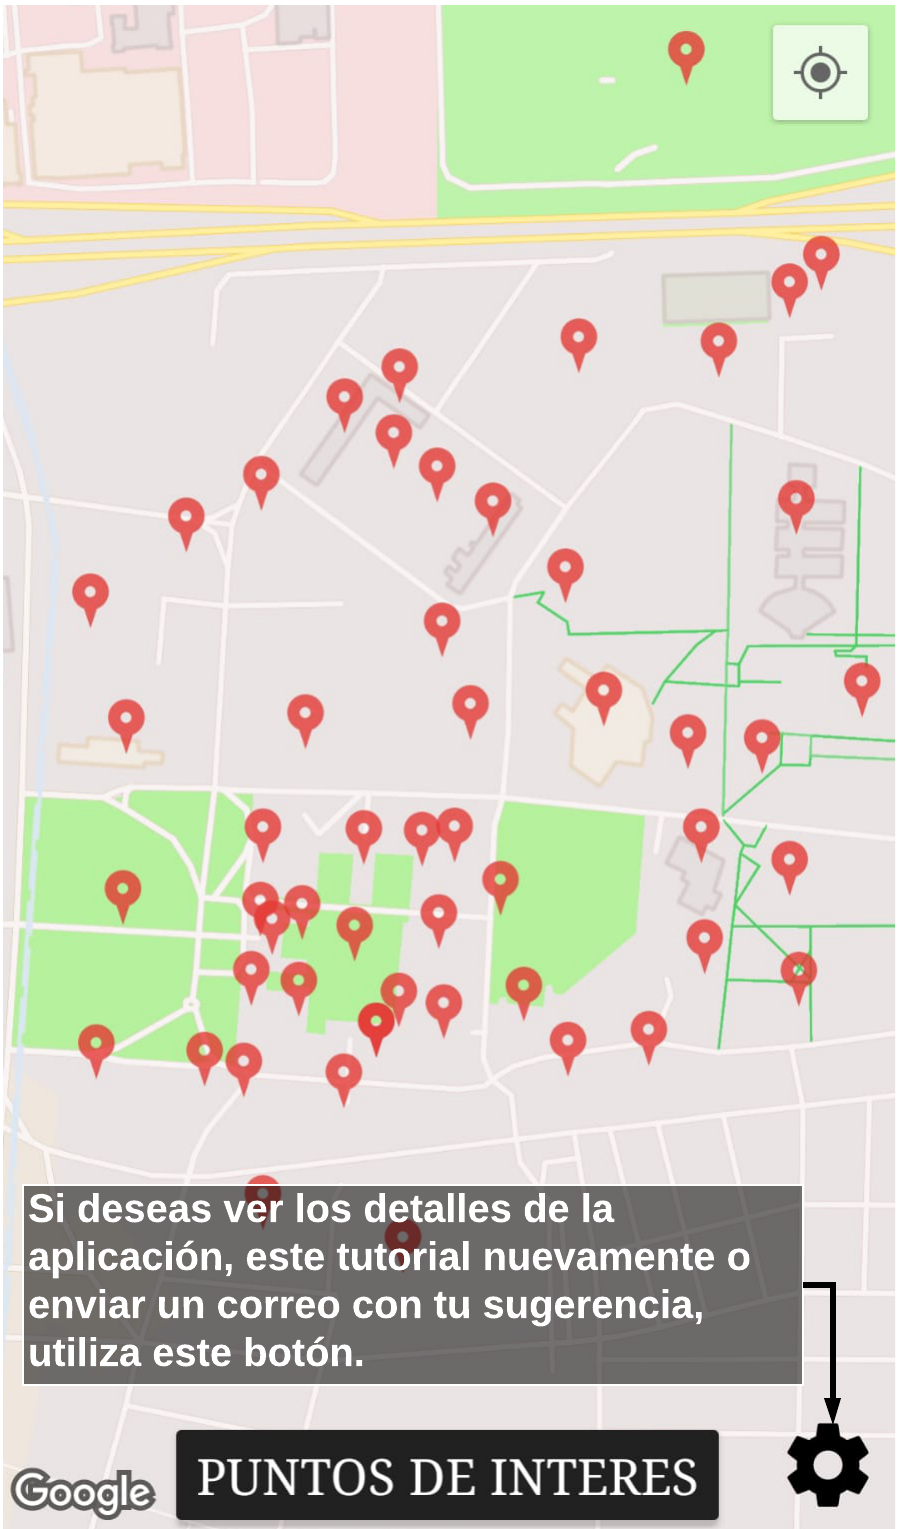 Si deseas ver los detalles de la
aplicación, este tutorial nuevamente o
enviar un correo con tu sugerencia,
utiliza este botón.
PUNTOS DE INTERES
Google